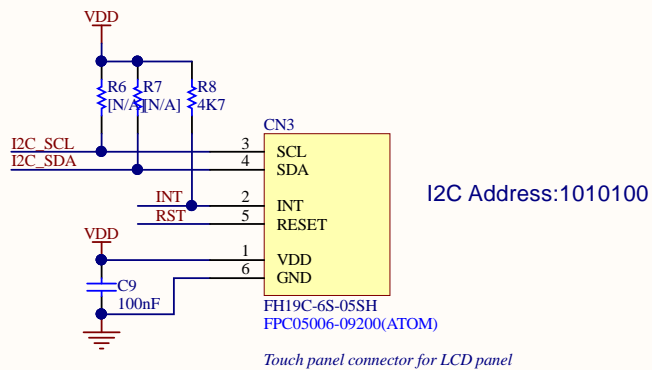 VDD
R6 R7 R8
[N/A] [N/A] 4K7
CN3
I2C_SCL 3 SCL
I2C_SDA 4 SDA
INT 2 INT
RST 5 RESET
I2C Address:1010100
VDD 1 VDD
6 GND
C9
100nF
FH19C-6S-05SH
FPC05006-09200(ATOM)
Touch panel connector for LCD panel